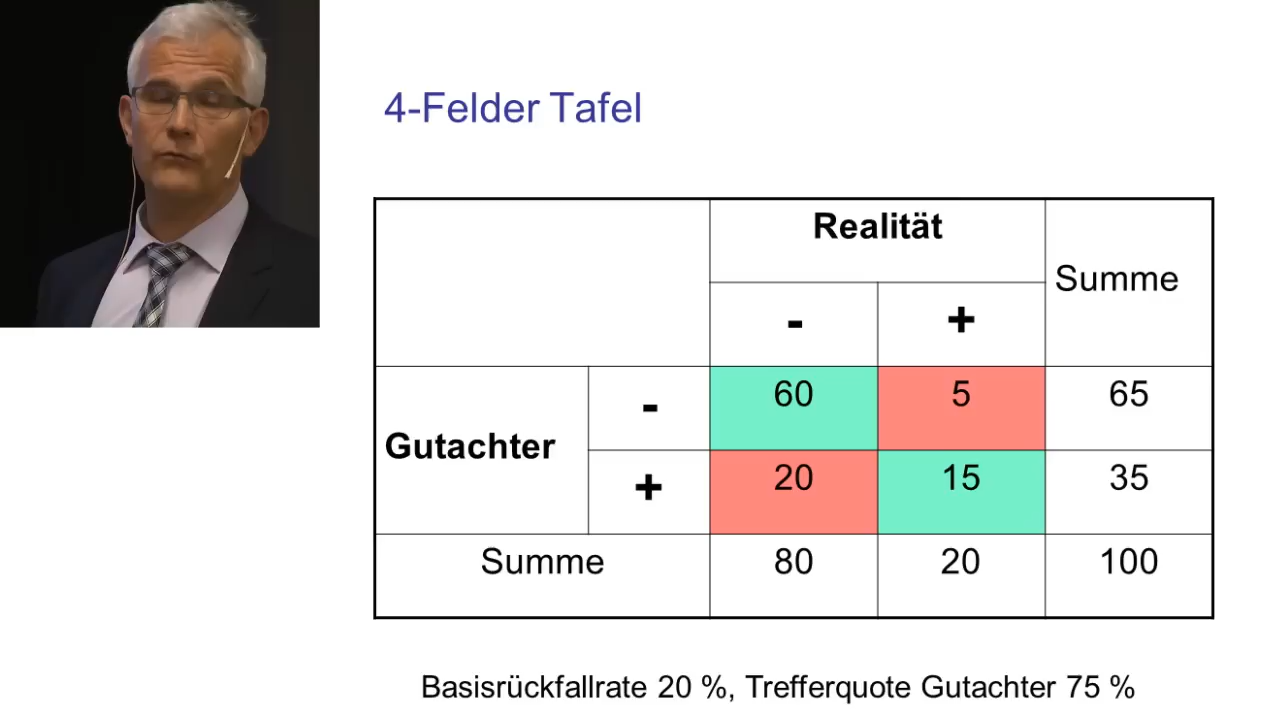 4-Felder Tafel
Realität
Summe
- +
Gutachter
- 60 5 65
+ 20 15 35
Summe 80 20 100
Basisrückfallrate 20 %, Trefferquote Gutachter 75 %